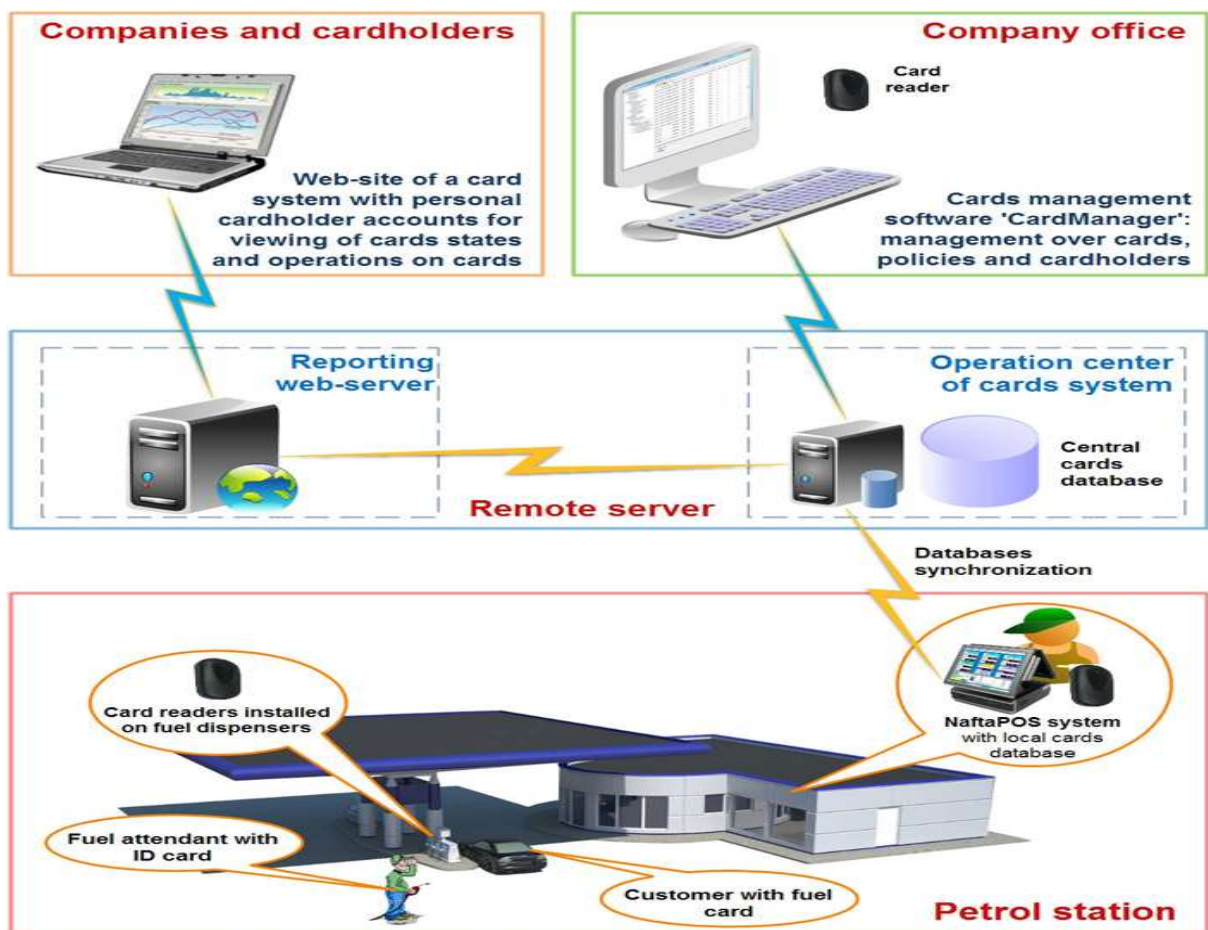 Companies and cardholders
Web-site of a card
system with personal
cardholder accounts for
viewing of cards states
and operations on cards
Company office
Card
reader
Cards management
software 'CardManager':
management over cards,
policies and cardholders
Reporting
web-server
Operation center
of cards system
Central
cards
database
Remote server
Databases
synchronization
Card readers installed
on fuel dispensers
NaftaPOS system
with local cards
database
Fuel attendant with
ID card
Customer with fuel
card
Petrol station